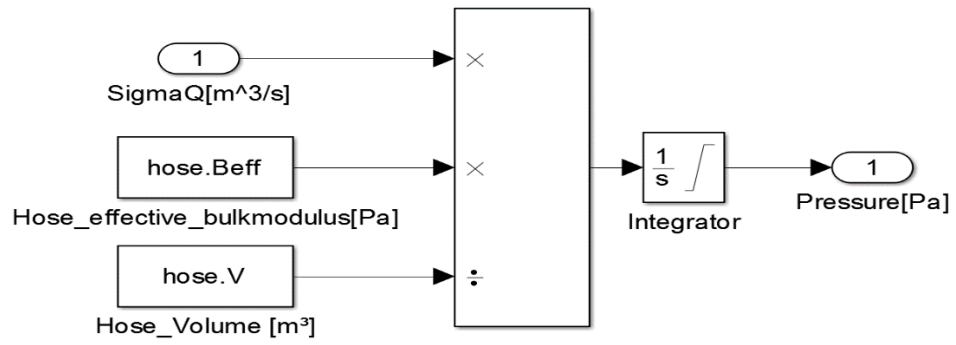 1
SigmaQ[m^3/s]
×
hose.Beff
Hose_effective_bulkmodulus[Pa]
×
hose.V
Hose_Volume [m³]
÷
1
s
Integrator
1
Pressure[Pa]